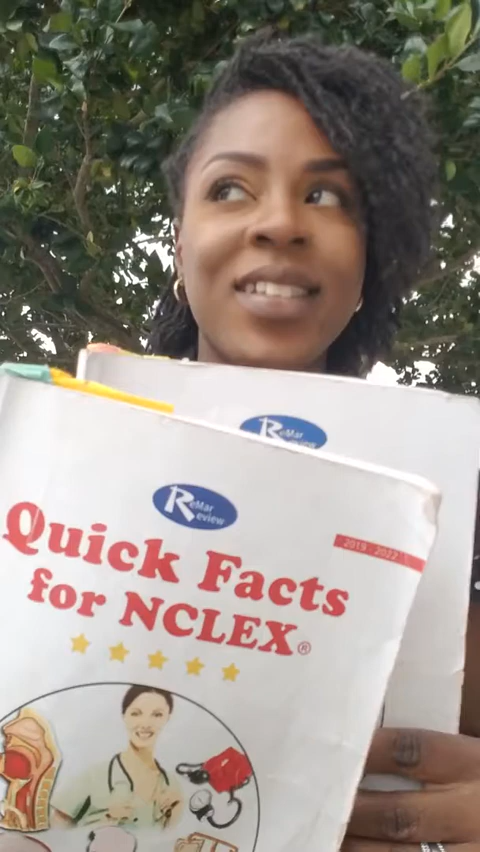 ReMar
Review
ReMar
Review
2019 - 2022
Quick Facts
for NCLEX®